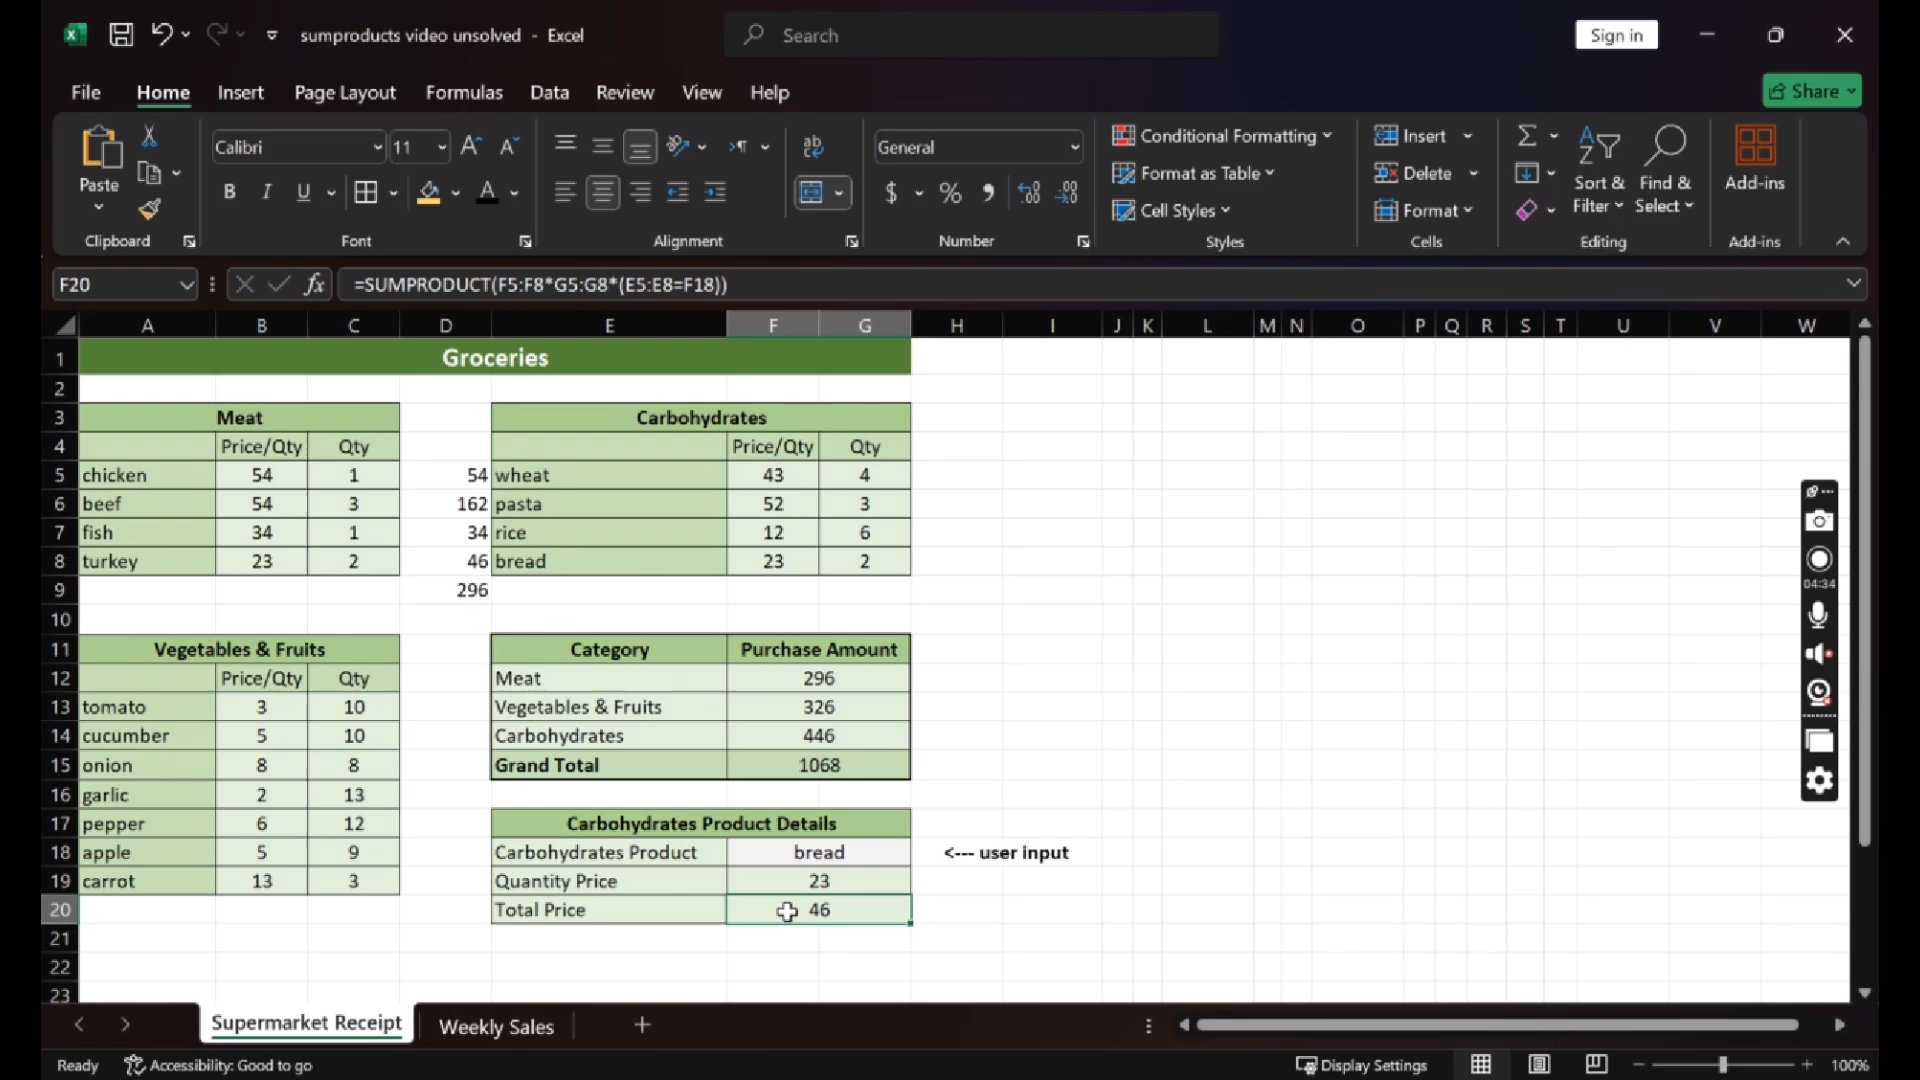 sumproducts video unsolved - Excel
Search
Sign in
File Home Insert Page Layout Formulas Data Review View Help
Share
Paste
Calibri 11
B I U A
ab
General
$ % 9
Conditional Formatting
Format as Table
Cell Styles
Insert
Delete
Format
Sort & Filter
Find & Select
Add-ins
Clipboard Font Alignment Number Styles Cells Editing Add-ins
F20 fx =SUMPRODUCT(F5:F8*G5:G8*(E5:E8=F18))
A B C D E F G H I J K L M N O P Q R S T U V W
1 Groceries
2
3 Meat Carbohydrates
4 Price/Qty Qty Price/Qty Qty
5 chicken 54 1 54 wheat 43 4
6 beef 54 3 162 pasta 52 3
7 fish 34 1 34 rice 12 6
8 turkey 23 2 46 bread 23 2
9 296
10
11 Vegetables & Fruits Category Purchase Amount
12 Price/Qty Qty Meat 296
13 tomato 3 10 Vegetables & Fruits 326
14 cucumber 5 10 Carbohydrates 446
15 onion 8 8 Grand Total 1068
16 garlic 2 13
17 pepper 6 12 Carbohydrates Product Details
18 apple 5 9 Carbohydrates Product bread <--- user input
19 carrot 13 3 Quantity Price 23
20 Total Price 46
21
22
23
04:34
Supermarket Receipt Weekly Sales
Ready Accessibility: Good to go Display Settings 100%